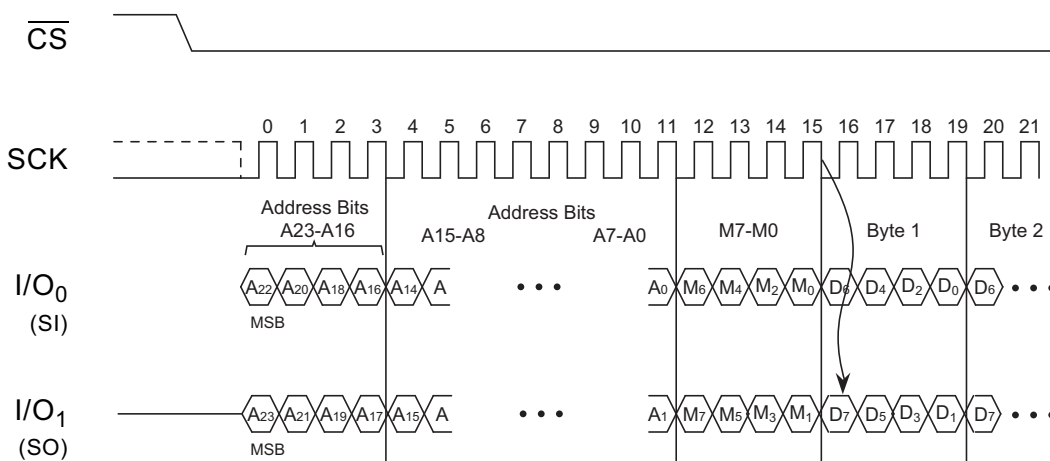 CS
0 1 2 3 4 5 6 7 8 9 10 11 12 13 14 15 16 17 18 19 20 21
SCK
Address Bits
A23-A16
Address Bits
A15-A8
A7-A0
M7-M0
Byte 1
Byte 2
I/O0
(SI)
A22 A20 A18 A16 A14 A • • • A0 M6 M4 M2 M0 D6 D4 D2 D0 D6 • • •
MSB
I/O1
(SO)
A23 A21 A19 A17 A15 A • • • A1 M7 M5 M3 M1 D7 D5 D3 D1 D7 • • •
MSB